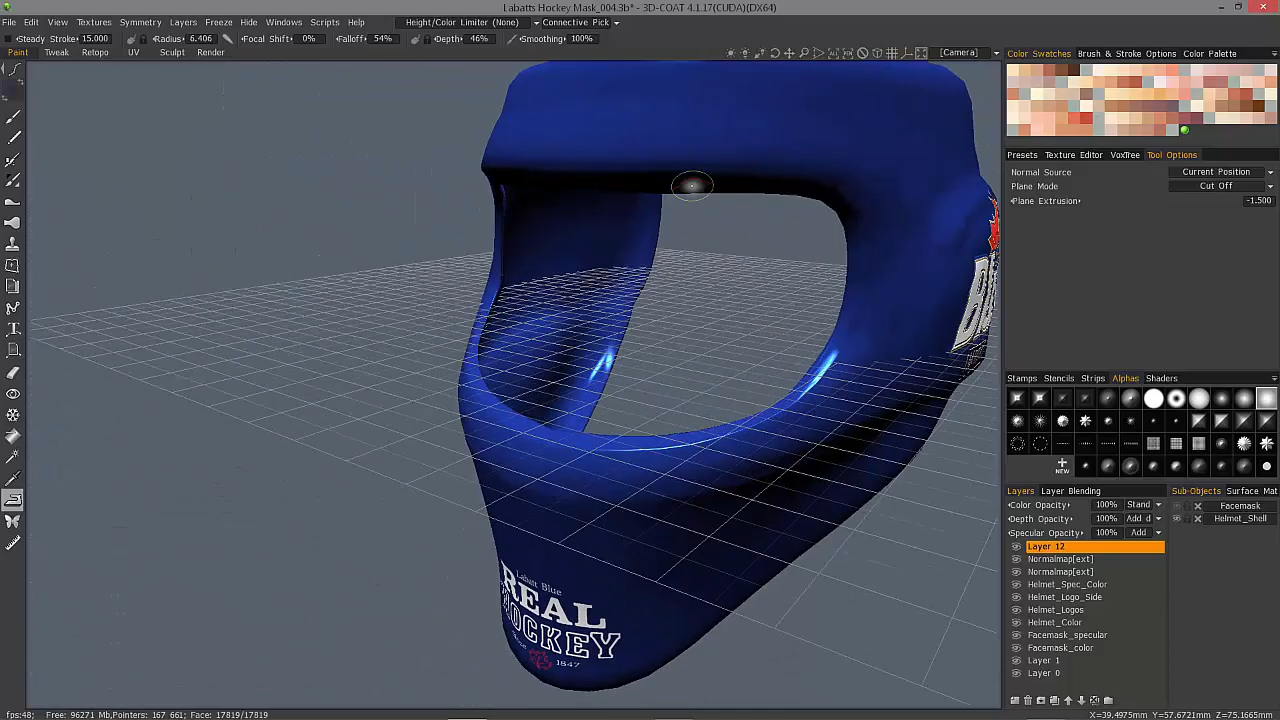 Labatts Hockey Mask_004.3b* - 3D-COAT 4.1.17(CUDA)(DX64)
File Edit View Textures Symmetry Layers Freeze Hide Windows Scripts Help Height/Color Limiter (None) Connective Pick
Steady Stroke 15.000 Radius 6.406 Focal Shift 0% Falloff 54% Depth 46% Smoothing 100%
Paint Tweak Retopo UV Sculpt Render [Camera]
Color Swatches Brush & Stroke Options Color Palette
Presets Texture Editor VoxTree Tool Options
Normal Source Current Position
Plane Mode Cut Off
Plane Extrusion -1.500
Stamps Stencils Strips Alphas Shaders
NEW
Layers Layer Blending Sub-Objects Surface Mat
Color Opacity 100% Stand Facemask
Depth Opacity 100% Add d Helmet_Shell
Specular Opacity 100% Add
Layer 12
Normalmap[ext]
Normalmap[ext]
Helmet_Spec_Color
Helmet_Logo_Side
Helmet_Logos
Helmet_Color
Facemask_specular
Facemask_color
Layer 1
Layer 0
Labatt Blue
REAL
HOCKEY
1847
fps:48; Free: 96271 Mb,Pointers: 167 661; Face: 17819/17819 X=39.4975mm Y=57.6721mm Z=75.1665mm